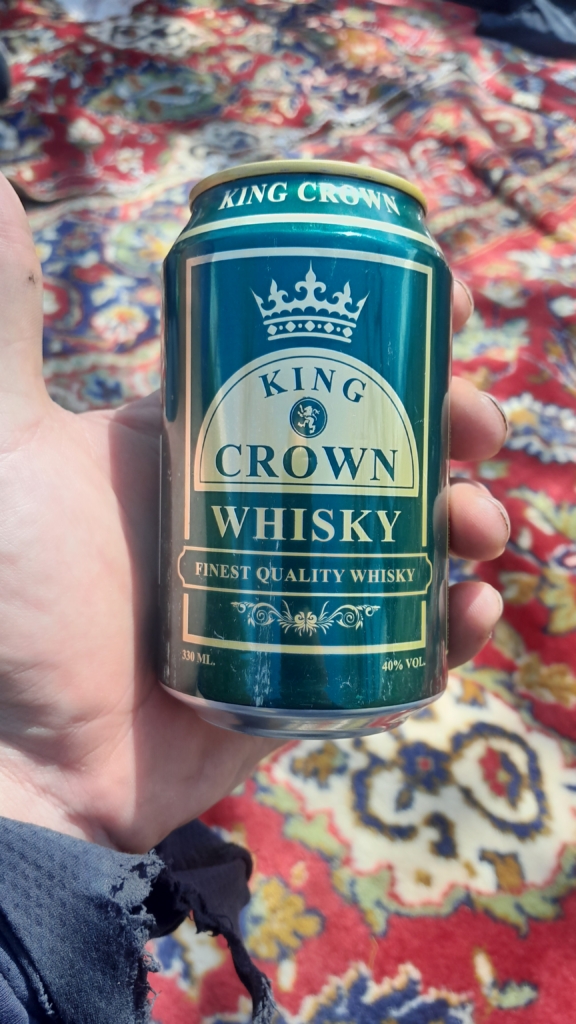 KING CROWN
KING
CROWN
WHISKY
FINEST QUALITY WHISKY
330 ML. 40% VOL.